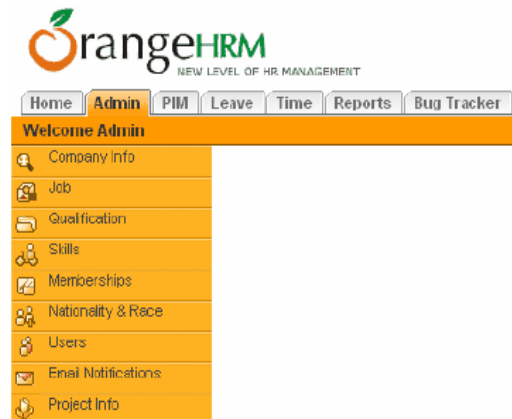 OrangeHRM
NEW LEVEL OF HR MANAGEMENT
Home Admin PIM Leave Time Reports Bug Tracker
Welcome Admin
Company Info
Job
Qualification
Skills
Memberships
Nationality & Race
Users
Email Notifications
Project Info